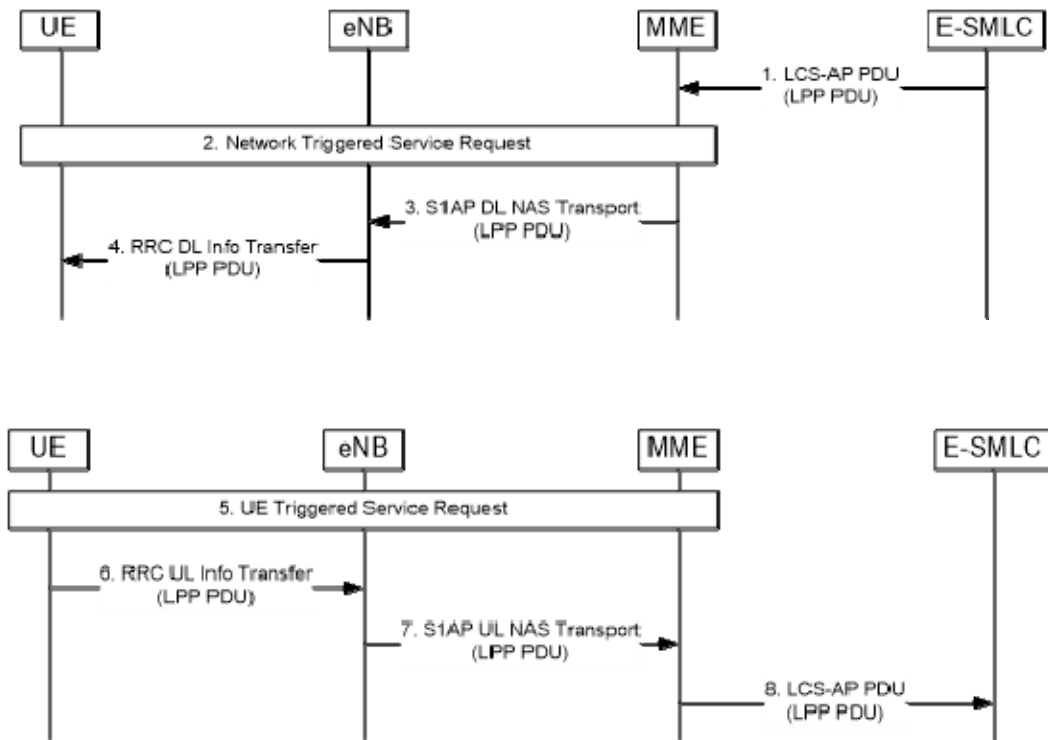 UE
eNB
MME
E-SMLC
1. LCS-AP PDU
(LPP PDU)
2. Network Triggered Service Request
3. S1AP DL NAS Transport
(LPP PDU)
4. RRC DL Info Transfer
(LPP PDU)
UE
eNB
MME
E-SMLC
5. UE Triggered Service Request
6. RRC UL Info Transfer
(LPP PDU)
7. S1AP UL NAS Transport
(LPP PDU)
8. LCS-AP PDU
(LPP PDU)